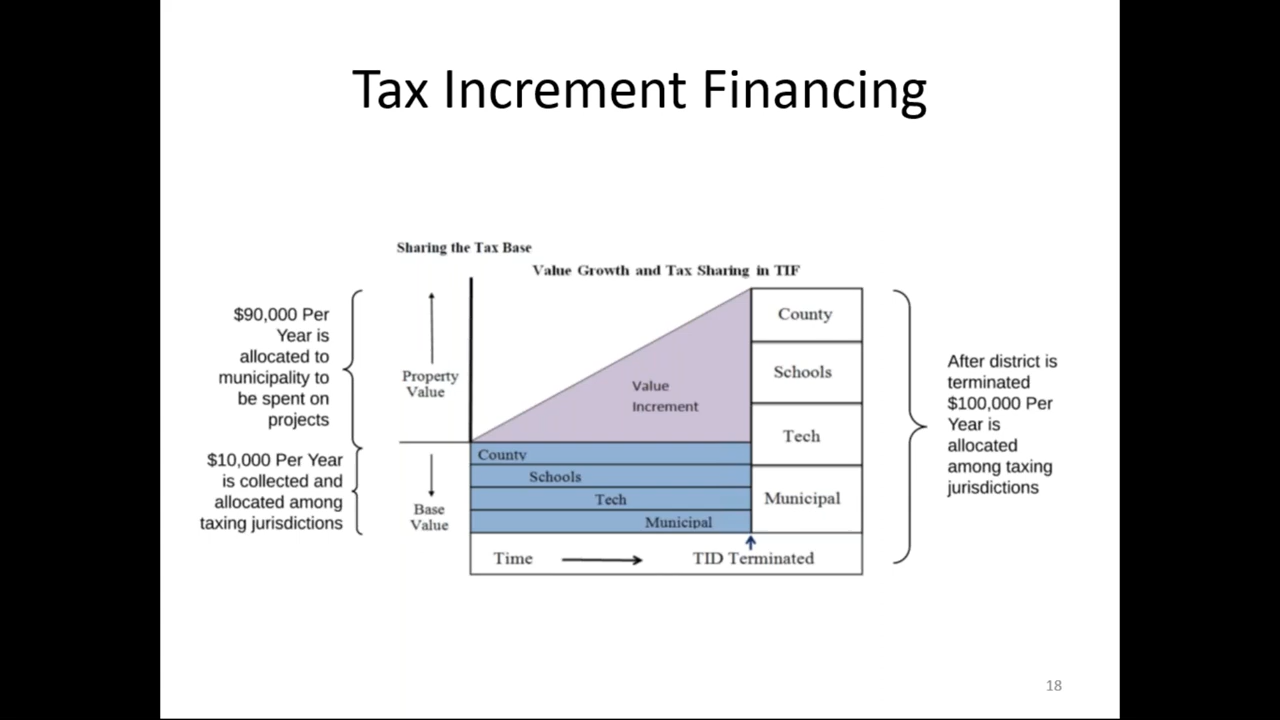 Tax Increment Financing
Sharing the Tax Base
Value Growth and Tax Sharing in TIF
$90,000 Per
Year is
allocated to
municipality to
be spent on
projects
$10,000 Per Year
is collected and
allocated among
taxing jurisdictions
Property
Value
Base
Value
Value
Increment
County
Schools
Tech
Municipal
County
Schools
Tech
Municipal
Time
TID Terminated
After district is
terminated
$100,000 Per
Year is
allocated
among taxing
jurisdictions
18